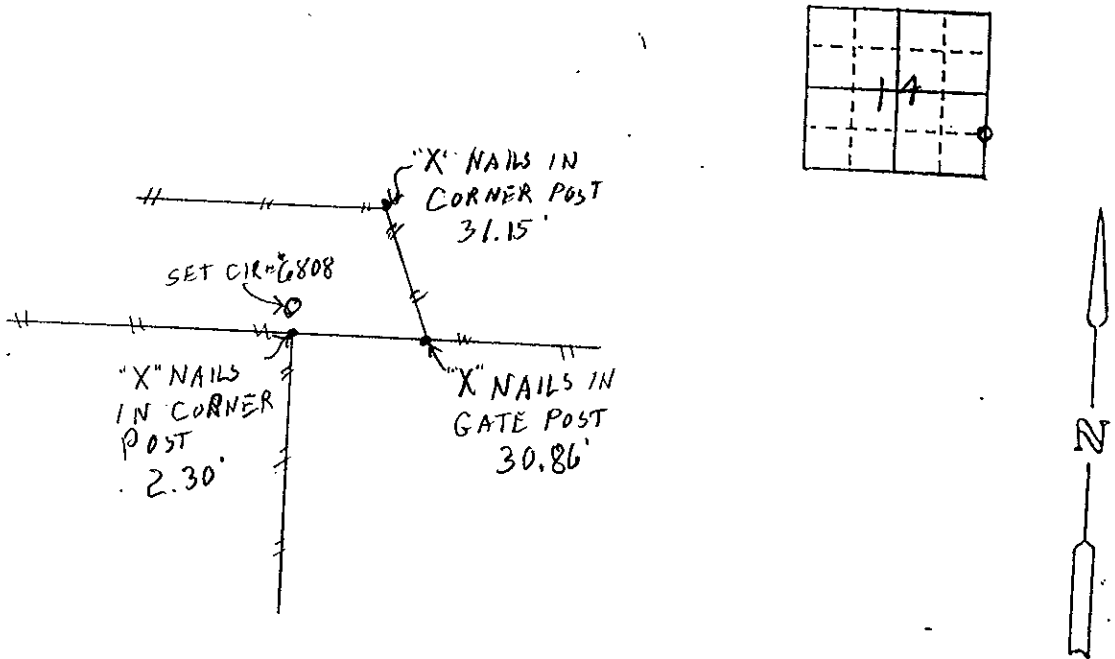 14
"X" NAILS IN
CORNER POST
31.15'
SET CIR #6808
"X" NAILS
IN CORNER
POST
2.30'
"X" NAILS IN
GATE POST
30.86'
N